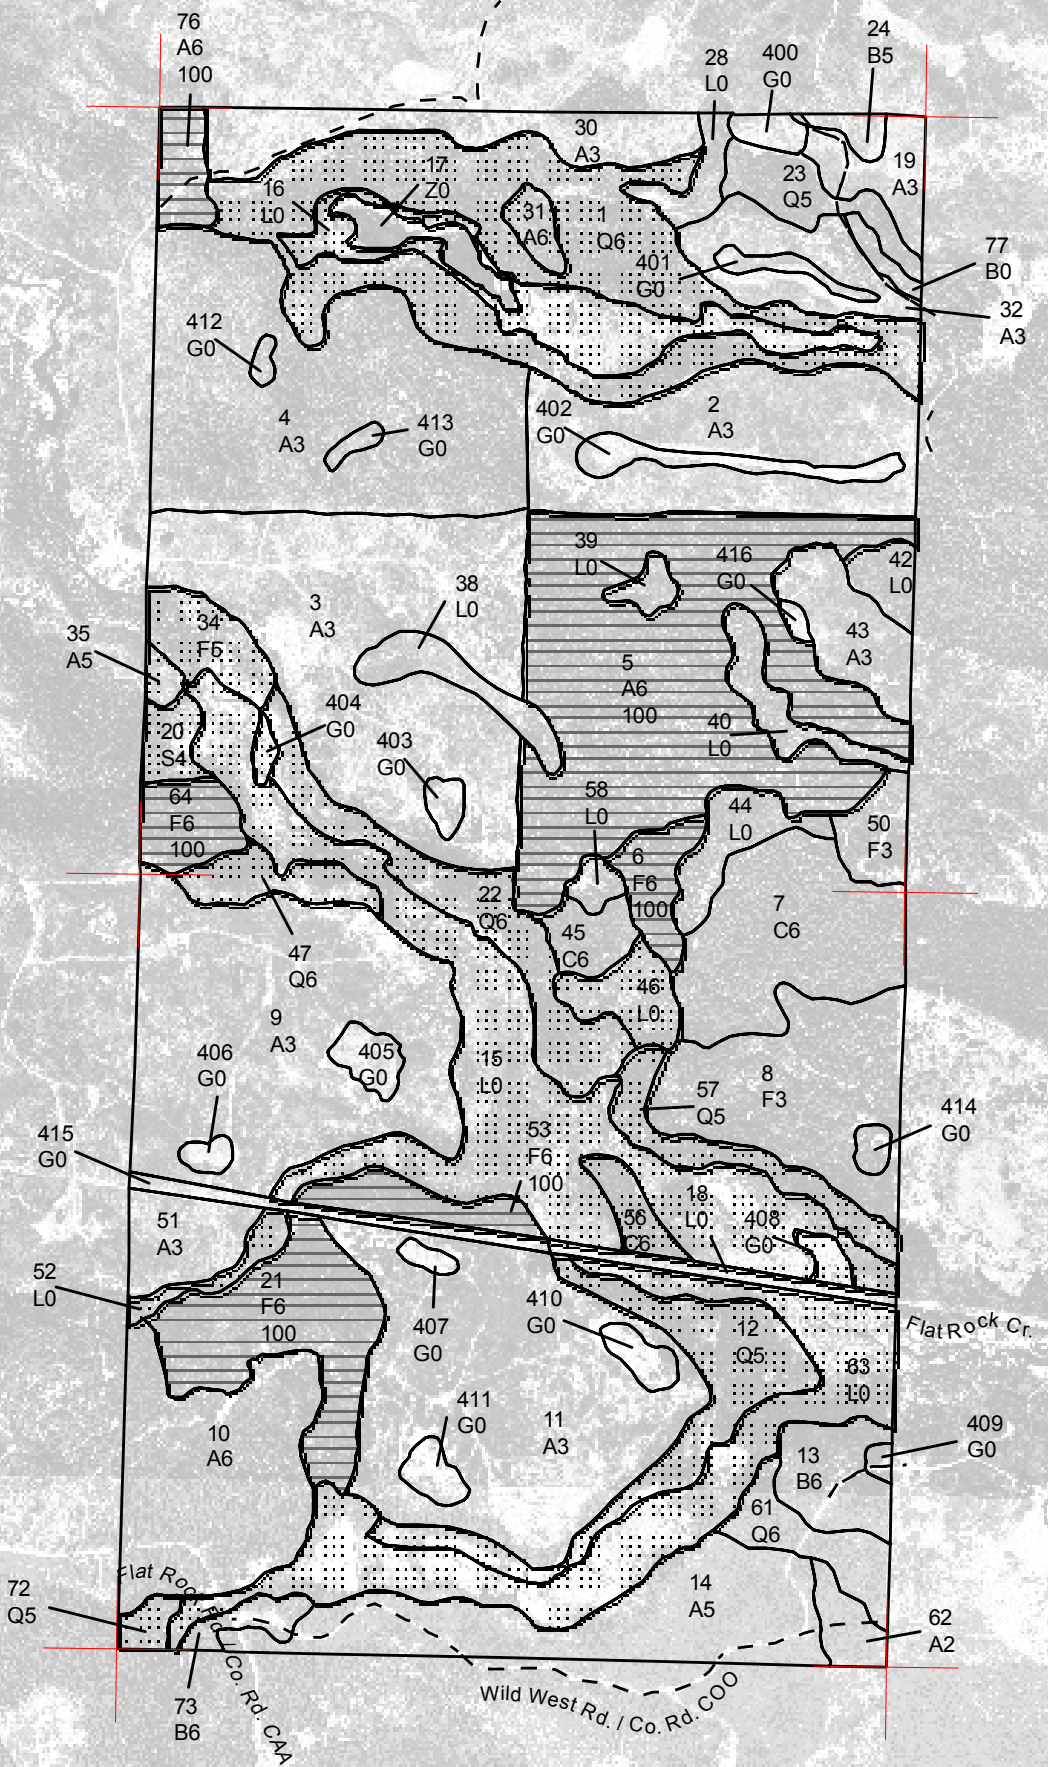 76
A6
100
28
L0
400
G0
24
B5
30
A3
17
Z0
16
L0
31
A6
1
Q6
23
Q5
19
A3
401
G0
77
B0
32
A3
412
G0
4
A3
413
G0
402
G0
2
A3
39
L0
416
G0
42
L0
38
L0
3
A3
34
F5
35
A5
43
A3
5
A6
100
404
G0
40
L0
403
G0
20
S4
58
L0
44
L0
64
F6
100
50
F3
6
F6
100
22
Q6
7
C6
45
C6
47
Q6
46
L0
9
A3
406
G0
405
G0
15
L0
8
F3
57
Q5
414
G0
415
G0
53
F6
100
18
L0
56
C6
408
G0
51
A3
52
L0
21
F6
100
410
G0
407
G0
12
Q5
Flat Rock Cr.
63
L0
411
G0
11
A3
10
A6
409
G0
13
B6
61
Q6
72
Q5
Flat Rock Rd. / Co. Rd. CAA
14
A5
62
A2
73
B6
Wild West Rd. / Co. Rd. COO